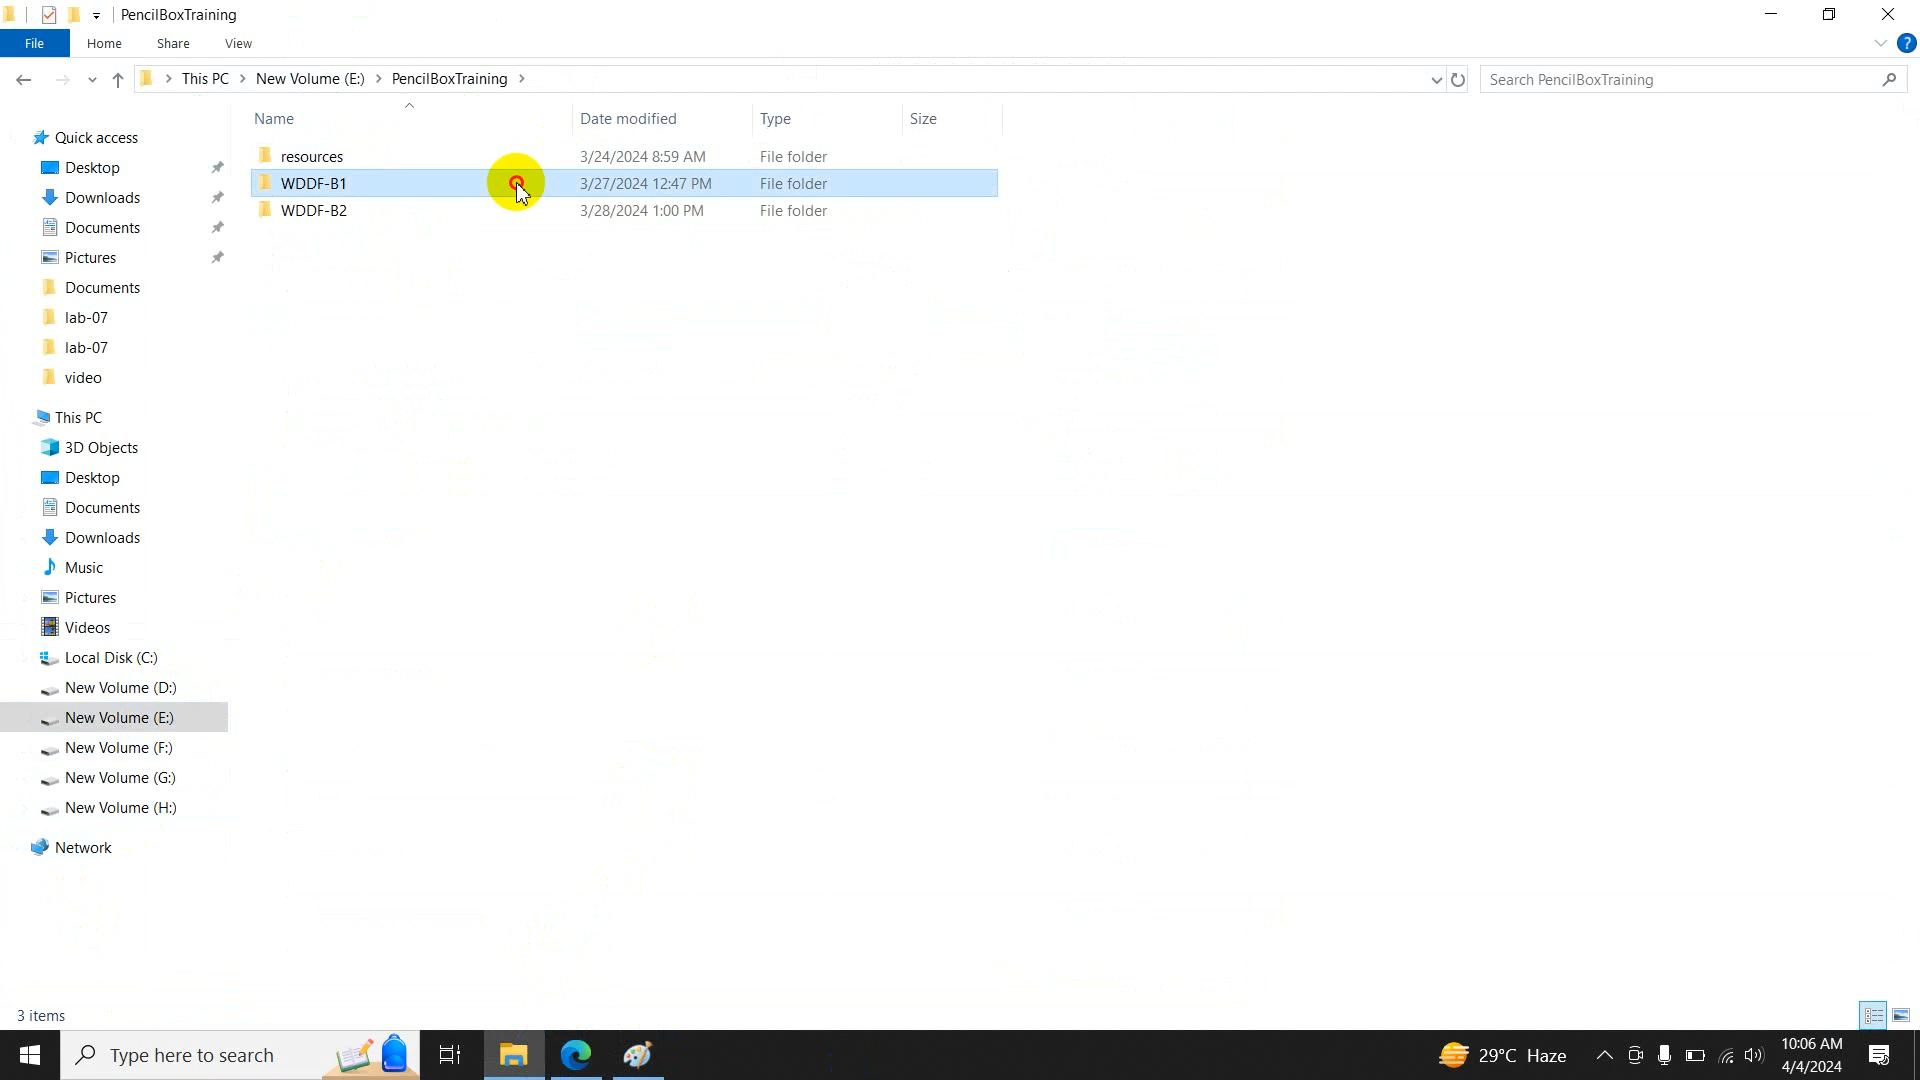 PencilBoxTraining
File Home Share View
This PC New Volume (E:) PencilBoxTraining
Search PencilBoxTraining
Name Date modified Type Size
resources 3/24/2024 8:59 AM File folder
WDDF-B1 3/27/2024 12:47 PM File folder
WDDF-B2 3/28/2024 1:00 PM File folder
Quick access
Desktop
Downloads
Documents
Pictures
Documents
lab-07
lab-07
video
This PC
3D Objects
Desktop
Documents
Downloads
Music
Pictures
Videos
Local Disk (C:)
New Volume (D:)
New Volume (E:)
New Volume (F:)
New Volume (G:)
New Volume (H:)
Network
3 items
Type here to search
29°C Haze
10:06 AM
4/4/2024